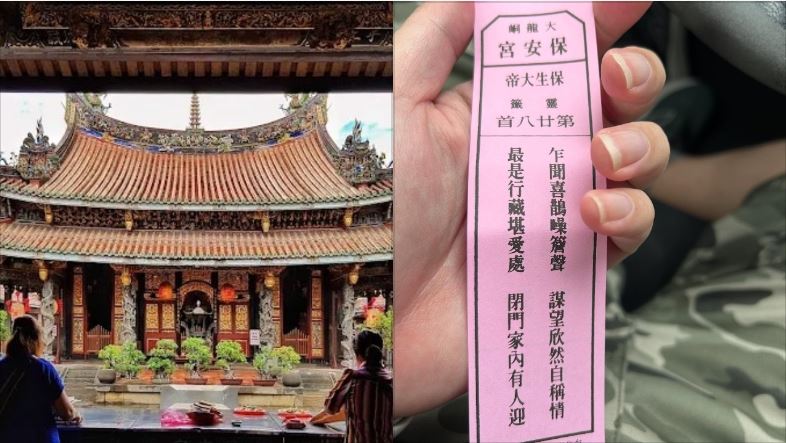 大龍峒
保安宮
保生大帝
靈籤
第廿八首
乍聞喜鵲噪簷聲 謀望欣然自稱情
最是行藏堪愛處 閉門家內有人迎